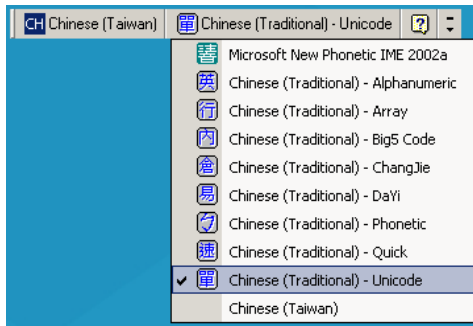 CH Chinese (Taiwan) 單 Chinese (Traditional) - Unicode ?
替 Microsoft New Phonetic IME 2002a
英 Chinese (Traditional) - Alphanumeric
行 Chinese (Traditional) - Array
內 Chinese (Traditional) - Big5 Code
倉 Chinese (Traditional) - ChangJie
易 Chinese (Traditional) - DaYi
ㄅ Chinese (Traditional) - Phonetic
速 Chinese (Traditional) - Quick
單 Chinese (Traditional) - Unicode
Chinese (Taiwan)